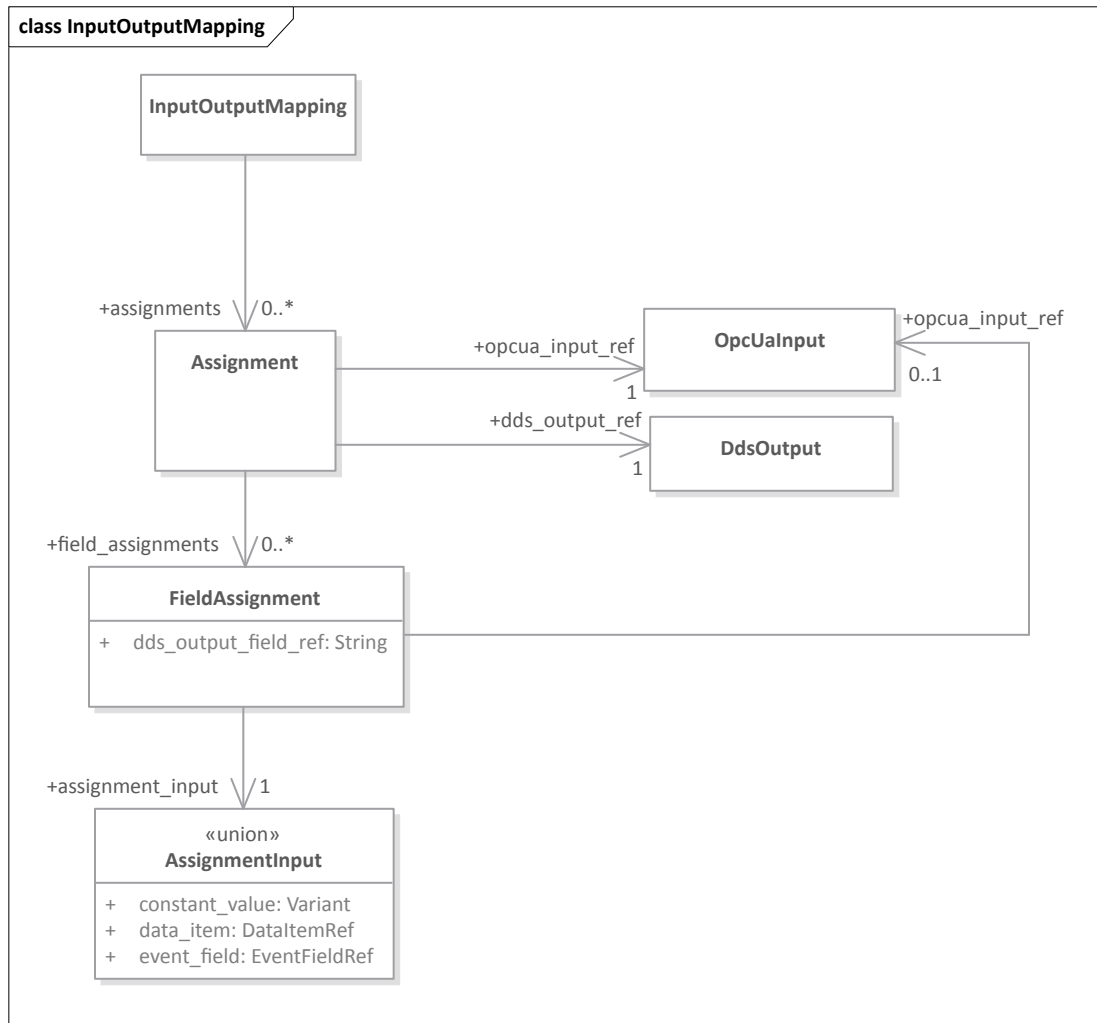 class InputOutputMapping
InputOutputMapping
+assignments 0..*
Assignment
+opcua_input_ref
1
OpcUaInput
+opcua_input_ref
0..1
+dds_output_ref
1
DdsOutput
+field_assignments 0..*
FieldAssignment
+ dds_output_field_ref: String
+assignment_input 1
«union»
AssignmentInput
+ constant_value: Variant
+ data_item: DataItemRef
+ event_field: EventFieldRef